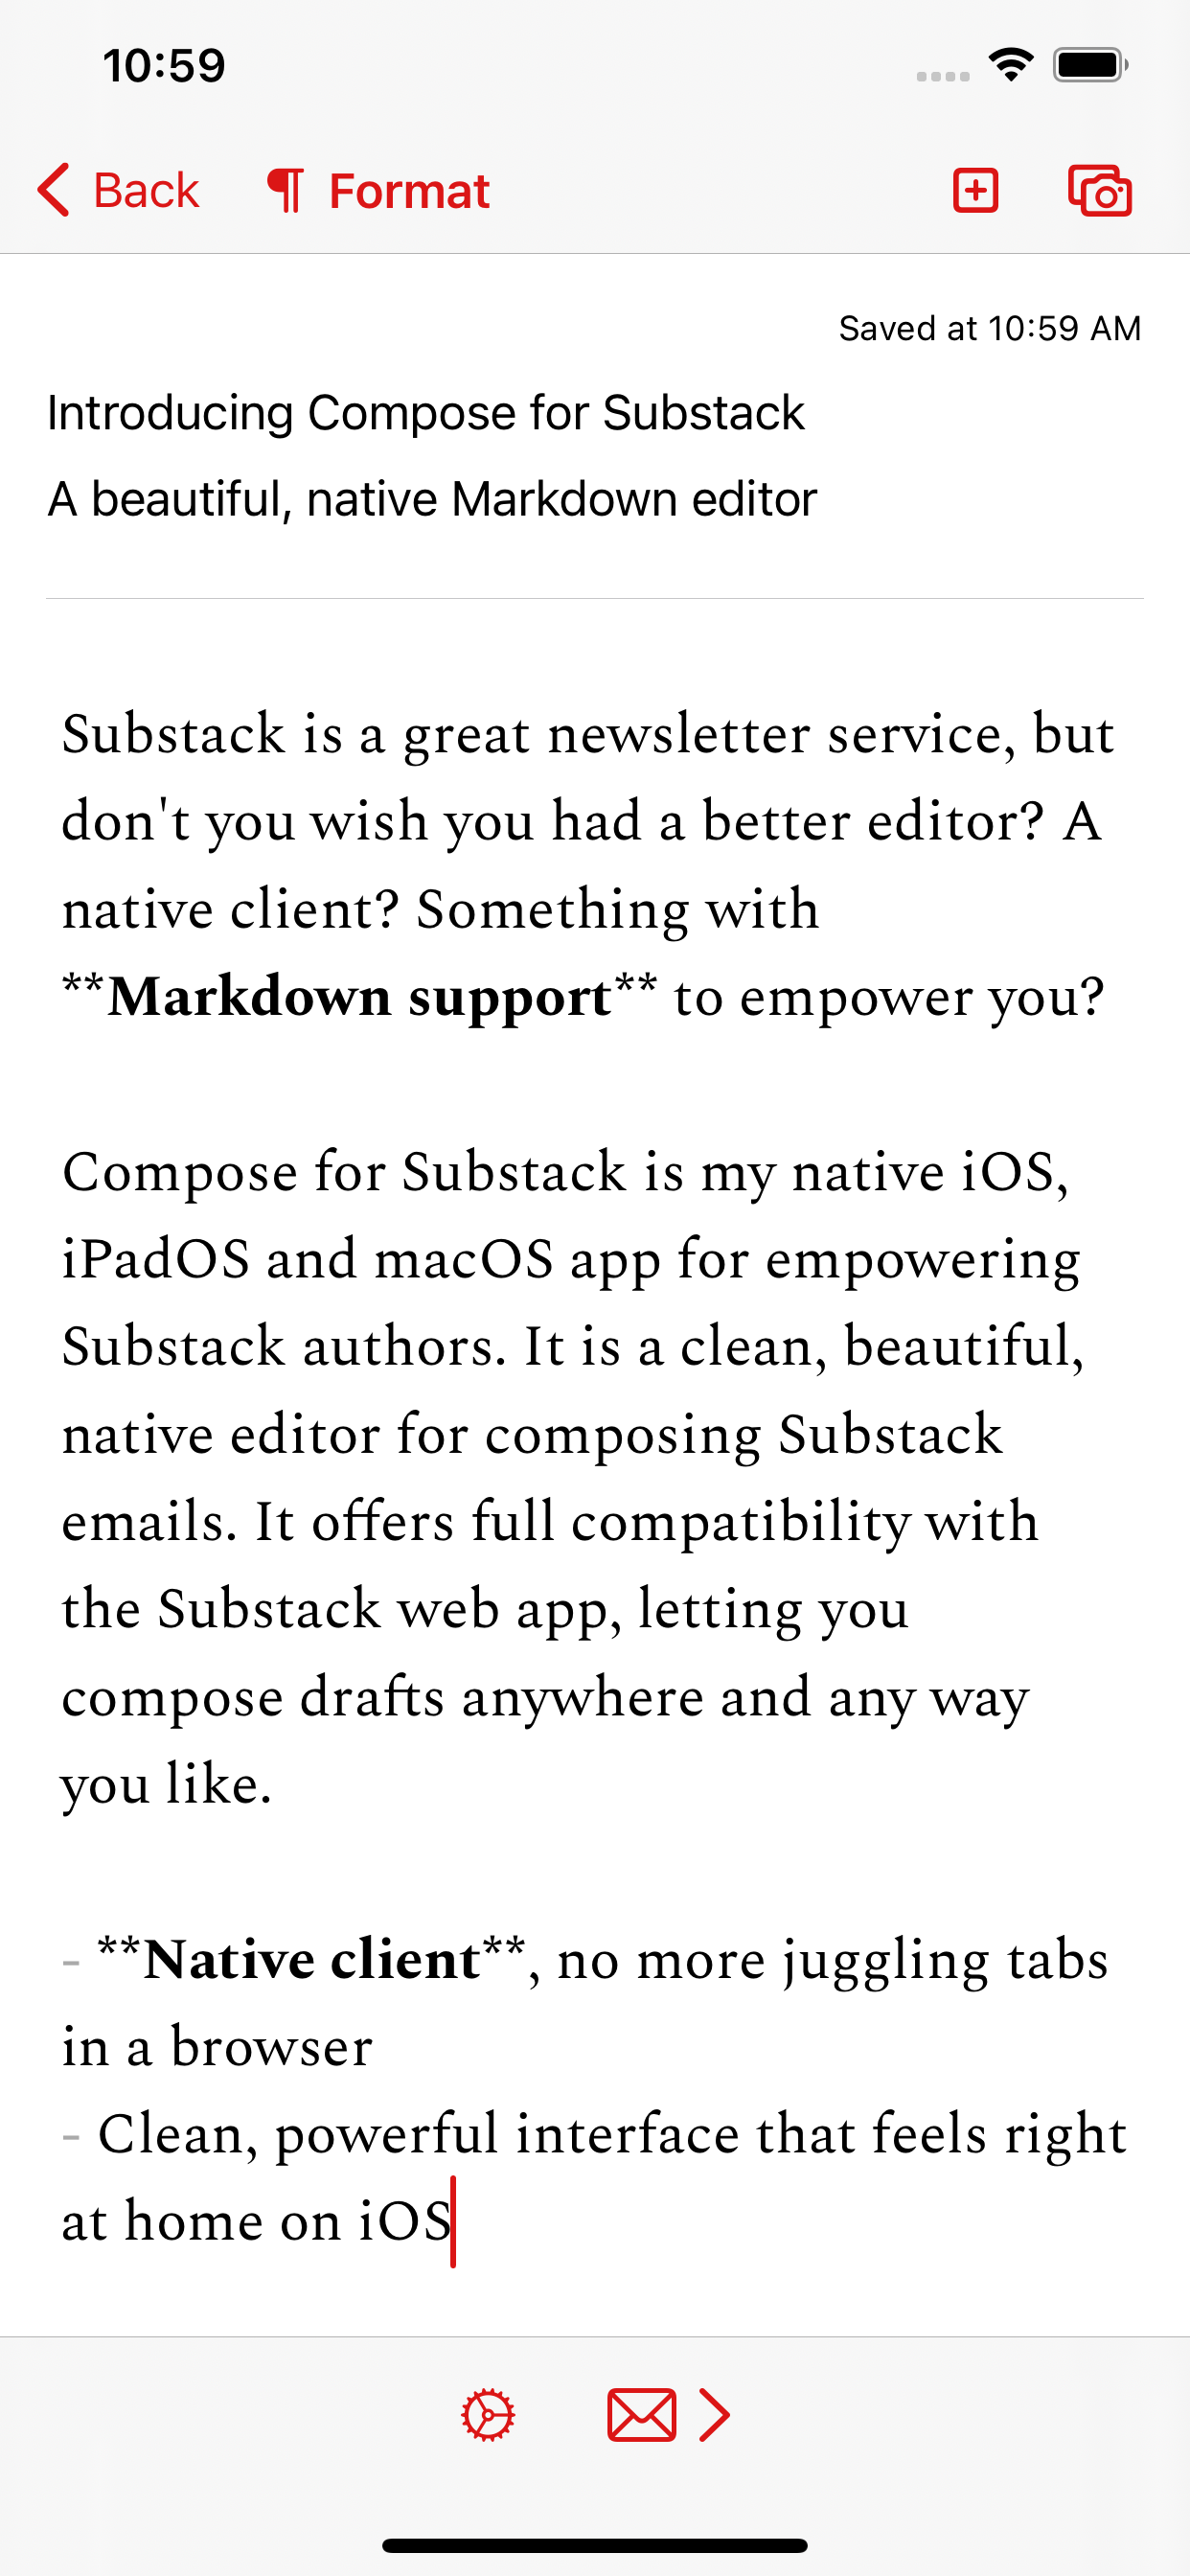 10:59
Back ¶ Format
Saved at 10:59 AM
Introducing Compose for Substack
A beautiful, native Markdown editor
Substack is a great newsletter service, but
don't you wish you had a better editor? A
native client? Something with
**Markdown support** to empower you?
Compose for Substack is my native iOS,
iPadOS and macOS app for empowering
Substack authors. It is a clean, beautiful,
native editor for composing Substack
emails. It offers full compatibility with
the Substack web app, letting you
compose drafts anywhere and any way
you like.
- **Native client**, no more juggling tabs
in a browser
- Clean, powerful interface that feels right
at home on iOS